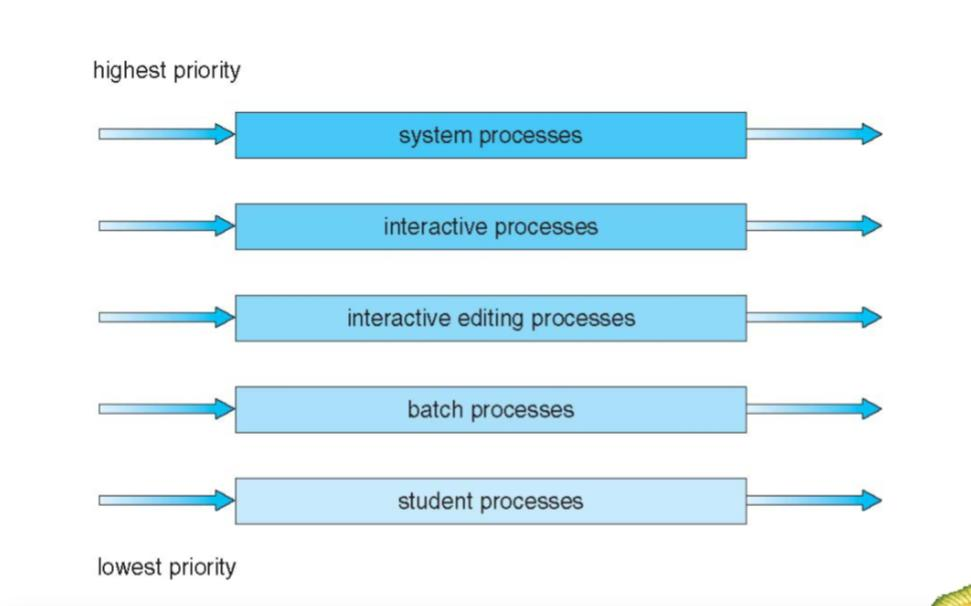 highest priority
system processes
interactive processes
interactive editing processes
batch processes
student processes
lowest priority